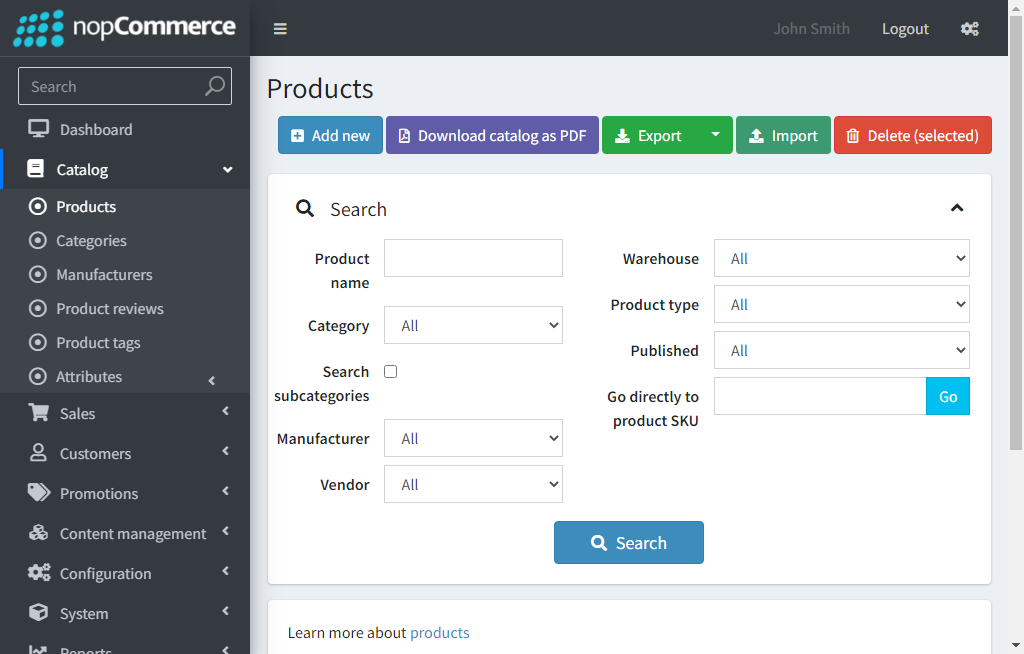 nopCommerce
John Smith
Logout
Search
Dashboard
Catalog
Products
Categories
Manufacturers
Product reviews
Product tags
Attributes
Sales
Customers
Promotions
Content management
Configuration
System
Reports
Products
Add new
Download catalog as PDF
Export
Import
Delete (selected)
Search
Product
name
Category
All
Search
subcategories
Manufacturer
All
Vendor
All
Warehouse
All
Product type
All
Published
All
Go directly to
product SKU
Go
Search
Learn more about products